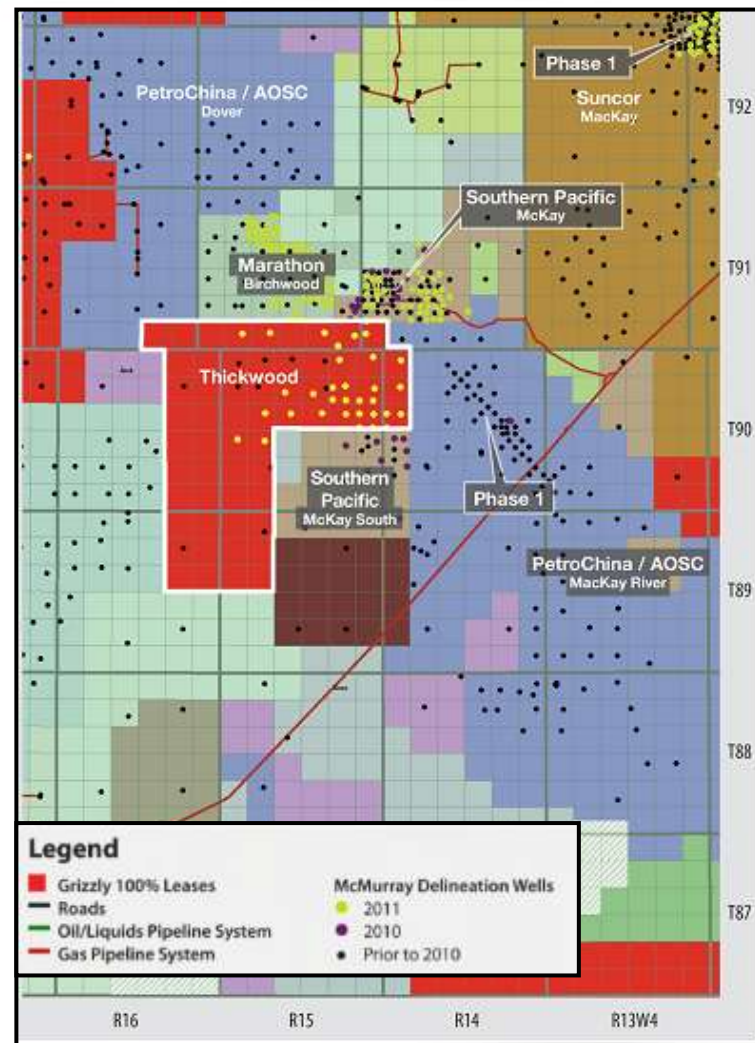 Phase 1
PetroChina / AOSC
Dover
Suncor
MacKay
T92
Southern Pacific
McKay
Marathon
Birchwood
T91
Thickwood
T90
Southern
Pacific
McKay South
Phase 1
PetroChina / AOSC
MacKay River
T89
T88
Legend
Grizzly 100% Leases
Roads
Oil/Liquids Pipeline System
Gas Pipeline System
McMurray Delineation Wells
2011
2010
Prior to 2010
T87
R16
R15
R14
R13W4